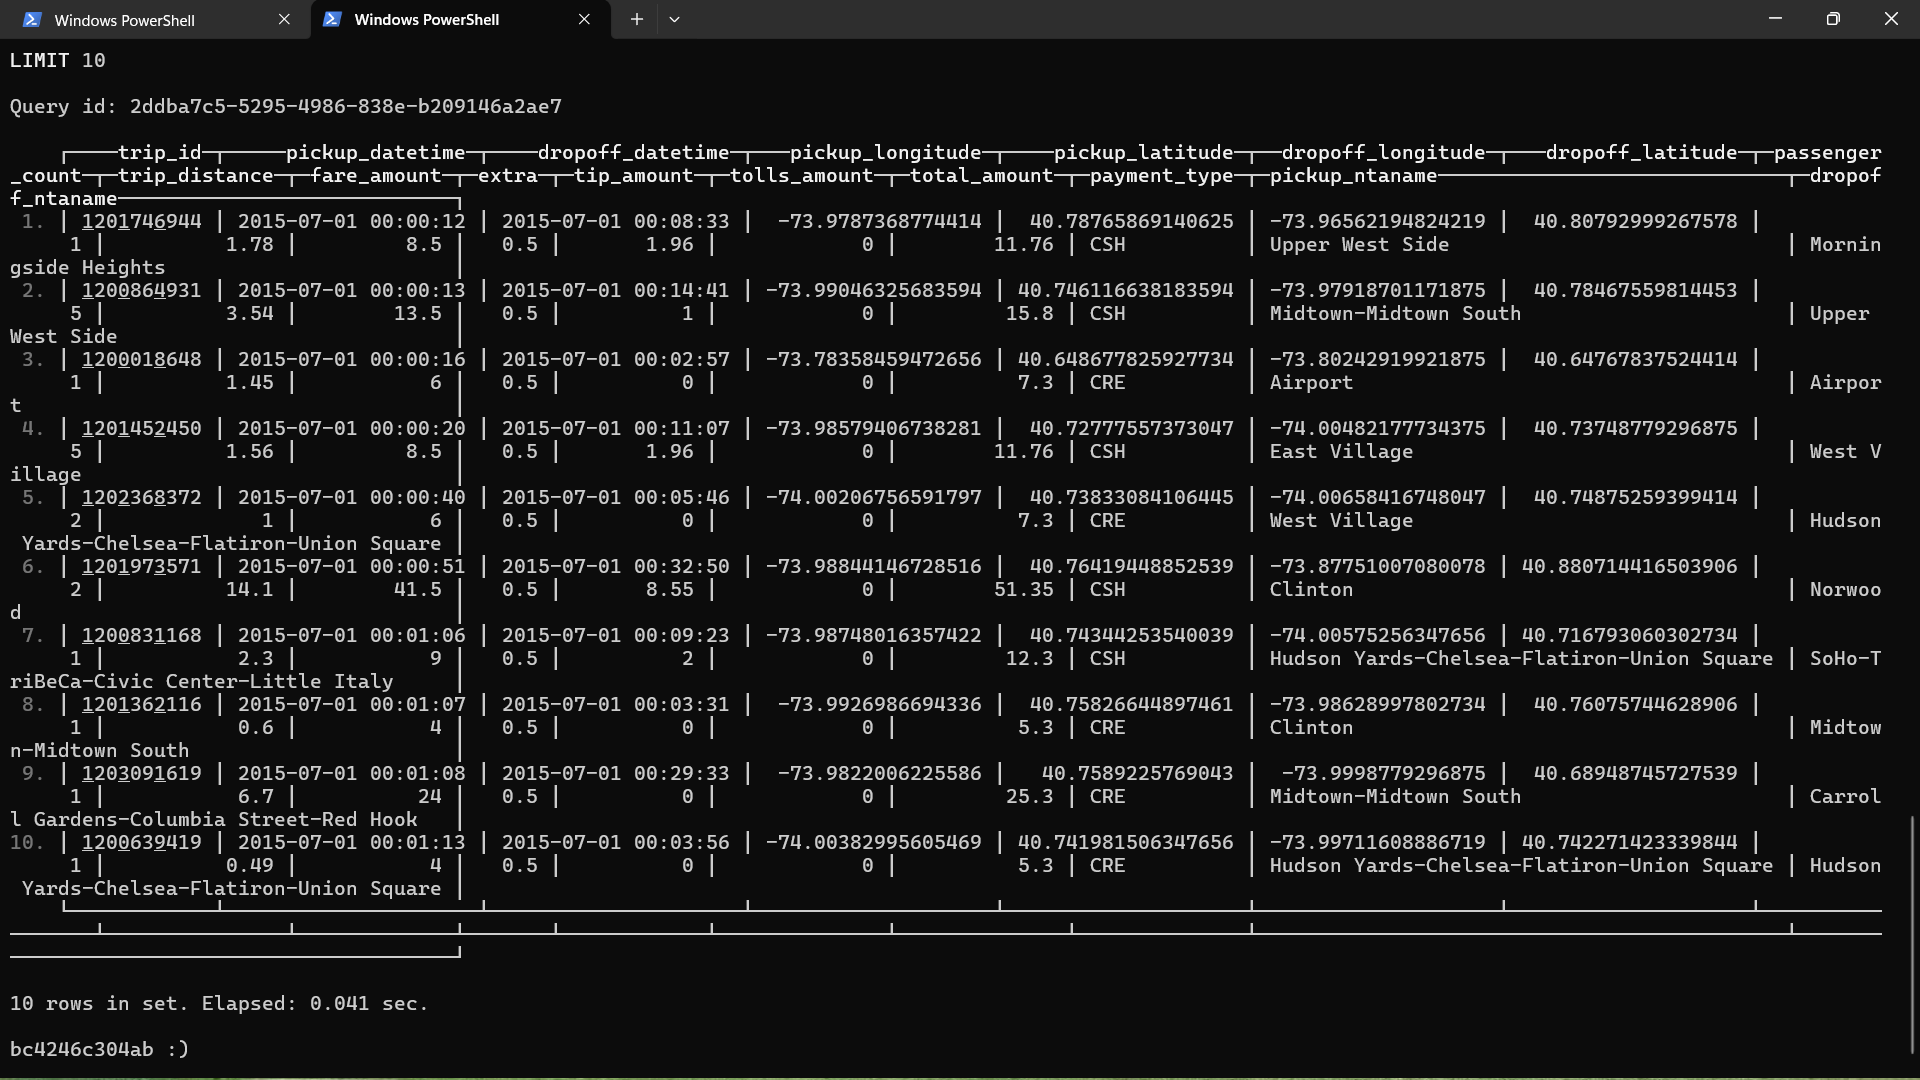 Windows PowerShell
Windows PowerShell
LIMIT 10
Query id: 2ddba7c5-5295-4986-838e-b209146a2ae7
┌────trip_id─┬─────pickup_datetime─┬────dropoff_datetime─┬───pickup_longitude─┬────pickup_latitude─┬──dropoff_longitude─┬───dropoff_latitude─┬─passenger
_count─┬─trip_distance─┬─fare_amount─┬─extra─┬─tip_amount─┬─tolls_amount─┬─total_amount─┬─payment_type─┬─pickup_ntaname─────────────────────────────┬─dropof
f_ntaname────────────────────────────┐
1. │ 1201746944 │ 2015-07-01 00:00:12 │ 2015-07-01 00:08:33 │ -73.9787368774414 │ 40.78765869140625 │ -73.96562194824219 │ 40.80792999267578 │
1 │ 1.78 │ 8.5 │ 0.5 │ 1.96 │ 0 │ 11.76 │ CSH │ Upper West Side │ Mornin
gside Heights │
2. │ 1200864931 │ 2015-07-01 00:00:13 │ 2015-07-01 00:14:41 │ -73.99046325683594 │ 40.746116638183594 │ -73.97918701171875 │ 40.78467559814453 │
5 │ 3.54 │ 13.5 │ 0.5 │ 1 │ 0 │ 15.8 │ CSH │ Midtown-Midtown South │ Upper
West Side │
3. │ 1200018648 │ 2015-07-01 00:00:16 │ 2015-07-01 00:02:57 │ -73.78358459472656 │ 40.648677825927734 │ -73.80242919921875 │ 40.64767837524414 │
1 │ 1.45 │ 6 │ 0.5 │ 0 │ 0 │ 7.3 │ CRE │ Airport │ Airpor
t │
4. │ 1201452450 │ 2015-07-01 00:00:20 │ 2015-07-01 00:11:07 │ -73.98579406738281 │ 40.72777557373047 │ -74.00482177734375 │ 40.73748779296875 │
5 │ 1.56 │ 8.5 │ 0.5 │ 1.96 │ 0 │ 11.76 │ CSH │ East Village │ West V
illage │
5. │ 1202368372 │ 2015-07-01 00:00:40 │ 2015-07-01 00:05:46 │ -74.00206756591797 │ 40.73833084106445 │ -74.00658416748047 │ 40.74875259399414 │
2 │ 1 │ 6 │ 0.5 │ 0 │ 0 │ 7.3 │ CRE │ West Village │ Hudson
Yards-Chelsea-Flatiron-Union Square │
6. │ 1201973571 │ 2015-07-01 00:00:51 │ 2015-07-01 00:32:50 │ -73.98844146728516 │ 40.76419448852539 │ -73.87751007080078 │ 40.880714416503906 │
2 │ 14.1 │ 41.5 │ 0.5 │ 8.55 │ 0 │ 51.35 │ CSH │ Clinton │ Norwoo
d │
7. │ 1200831168 │ 2015-07-01 00:01:06 │ 2015-07-01 00:09:23 │ -73.98748016357422 │ 40.74344253540039 │ -74.00575256347656 │ 40.716793060302734 │
1 │ 2.3 │ 9 │ 0.5 │ 2 │ 0 │ 12.3 │ CSH │ Hudson Yards-Chelsea-Flatiron-Union Square │ SoHo-T
riBeCa-Civic Center-Little Italy │
8. │ 1201362116 │ 2015-07-01 00:01:07 │ 2015-07-01 00:03:31 │ -73.9926986694336 │ 40.75826644897461 │ -73.98628997802734 │ 40.76075744628906 │
1 │ 0.6 │ 4 │ 0.5 │ 0 │ 0 │ 5.3 │ CRE │ Clinton │ Midtow
n-Midtown South │
9. │ 1203091619 │ 2015-07-01 00:01:08 │ 2015-07-01 00:29:33 │ -73.9822006225586 │ 40.7589225769043 │ -73.9998779296875 │ 40.68948745727539 │
1 │ 6.7 │ 24 │ 0.5 │ 0 │ 0 │ 25.3 │ CRE │ Midtown-Midtown South │ Carrol
l Gardens-Columbia Street-Red Hook │
10. │ 1200639419 │ 2015-07-01 00:01:13 │ 2015-07-01 00:03:56 │ -74.00382995605469 │ 40.741981506347656 │ -73.99711608886719 │ 40.742271423339844 │
1 │ 0.49 │ 4 │ 0.5 │ 0 │ 0 │ 5.3 │ CRE │ Hudson Yards-Chelsea-Flatiron-Union Square │ Hudson
Yards-Chelsea-Flatiron-Union Square │
10 rows in set. Elapsed: 0.041 sec.
bc4246c304ab :)